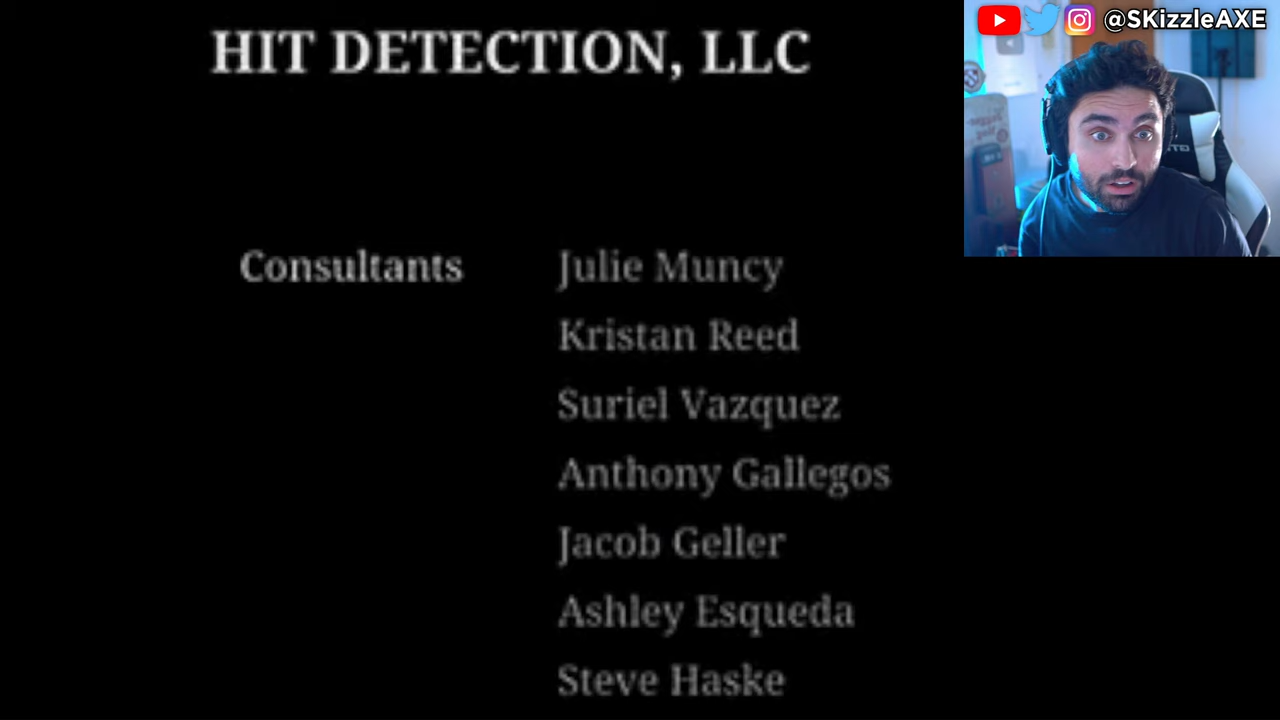 HIT DETECTION, LLC
@SKizzleAXE
Consultants Julie Muncy
Kristan Reed
Suriel Vazquez
Anthony Gallegos
Jacob Geller
Ashley Esqueda
Steve Haske